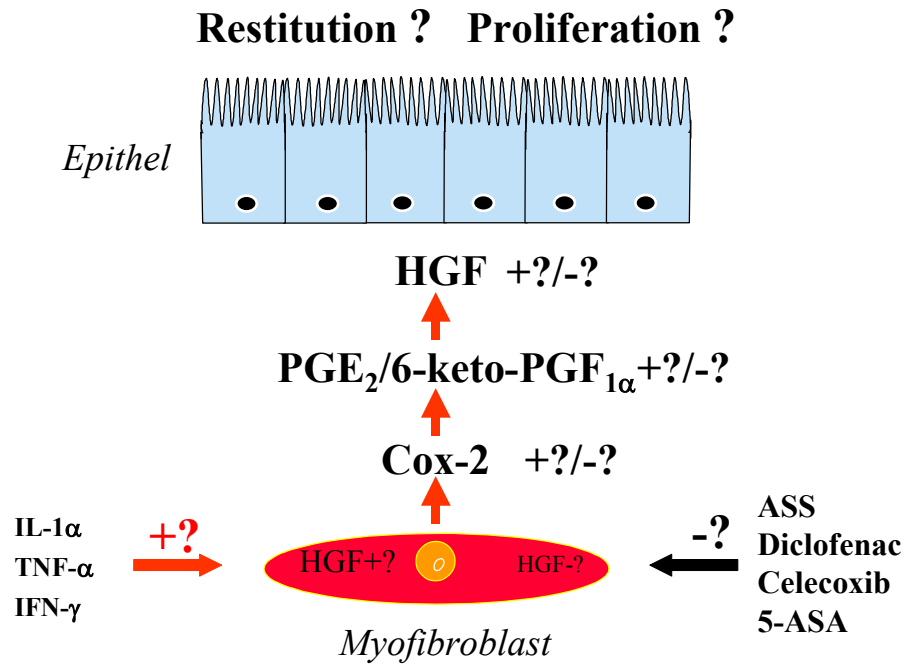 Restitution ? Proliferation ?
Epithel
HGF +?/-?
PGE₂/6-keto-PGF₁α+?/-?
Cox-2 +?/-?
IL-1α
TNF-α
IFN-γ
+?
HGF+?
HGF-?
-?
ASS
Diclofenac
Celecoxib
5-ASA
Myofibroblast